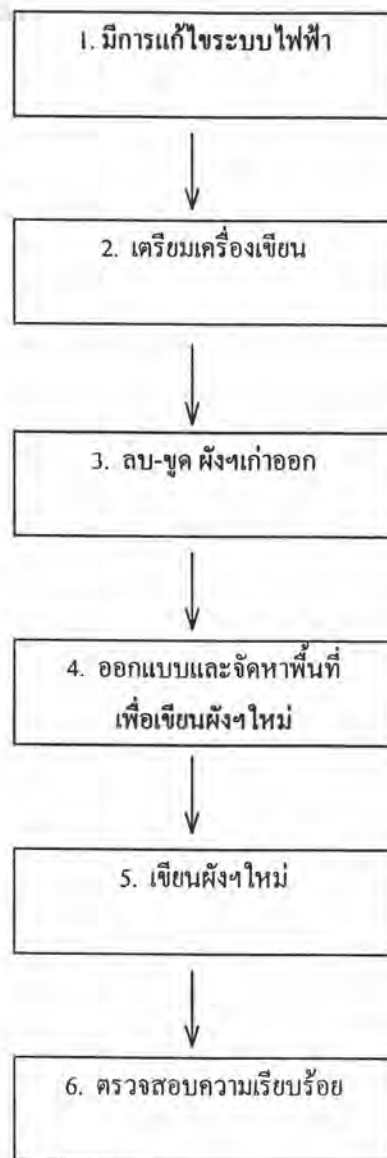 1. มีการแก้ไขระบบไฟฟ้า
2. เตรียมเครื่องเขียน
3. ลบ-ขูด ผังฯเก่าออก
4. ออกแบบและจัดหาพื้นที่
เพื่อเขียนผังฯใหม่
5. เขียนผังฯใหม่
6. ตรวจสอบความเรียบร้อย